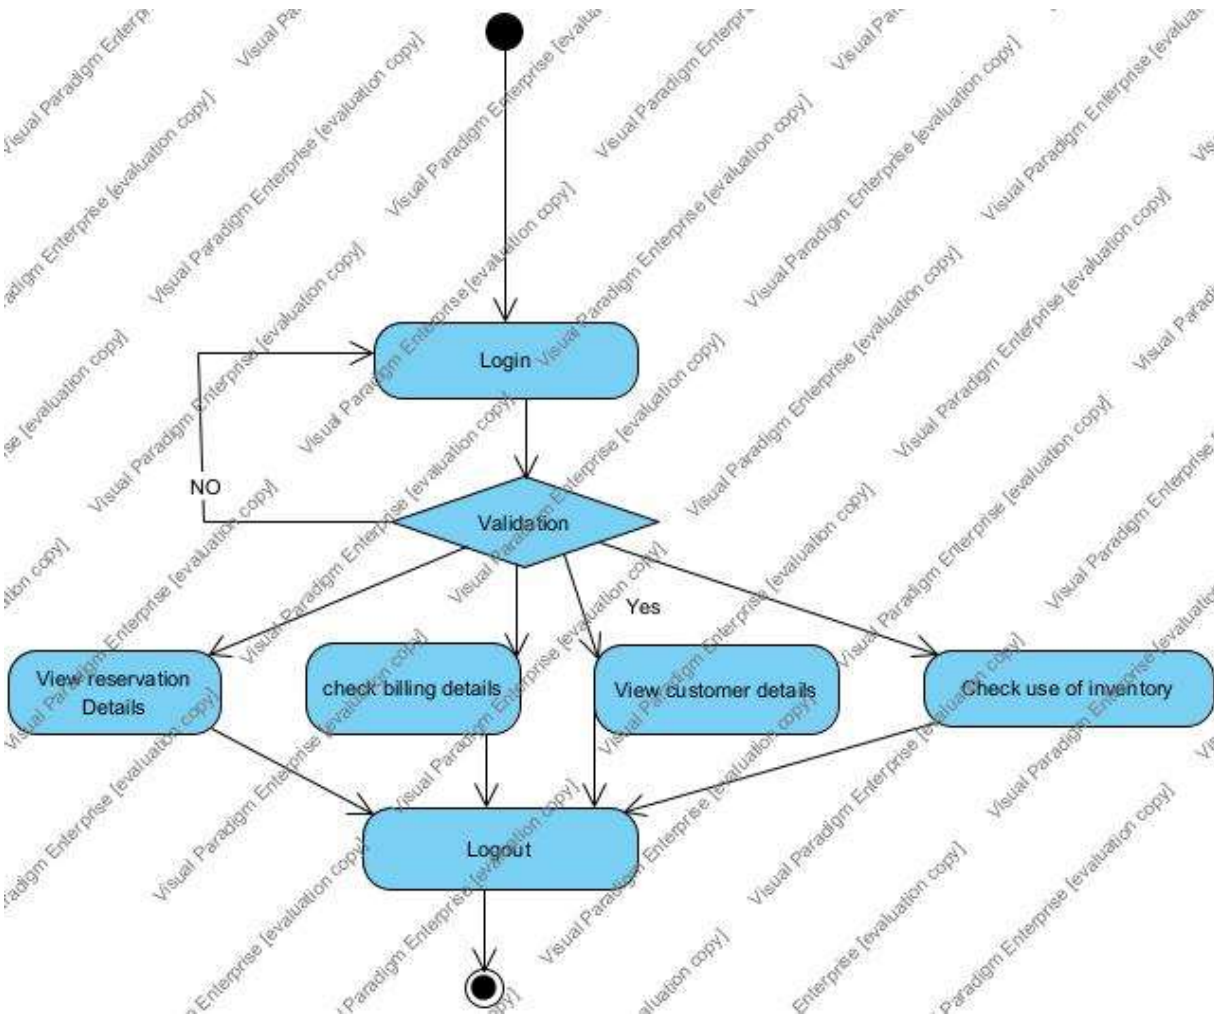 Login
NO
Validation
Yes
View reservation
Details
check billing details
View customer details
Check use of inventory
Logout
Visual Paradigm Enterprise [evaluation copy]